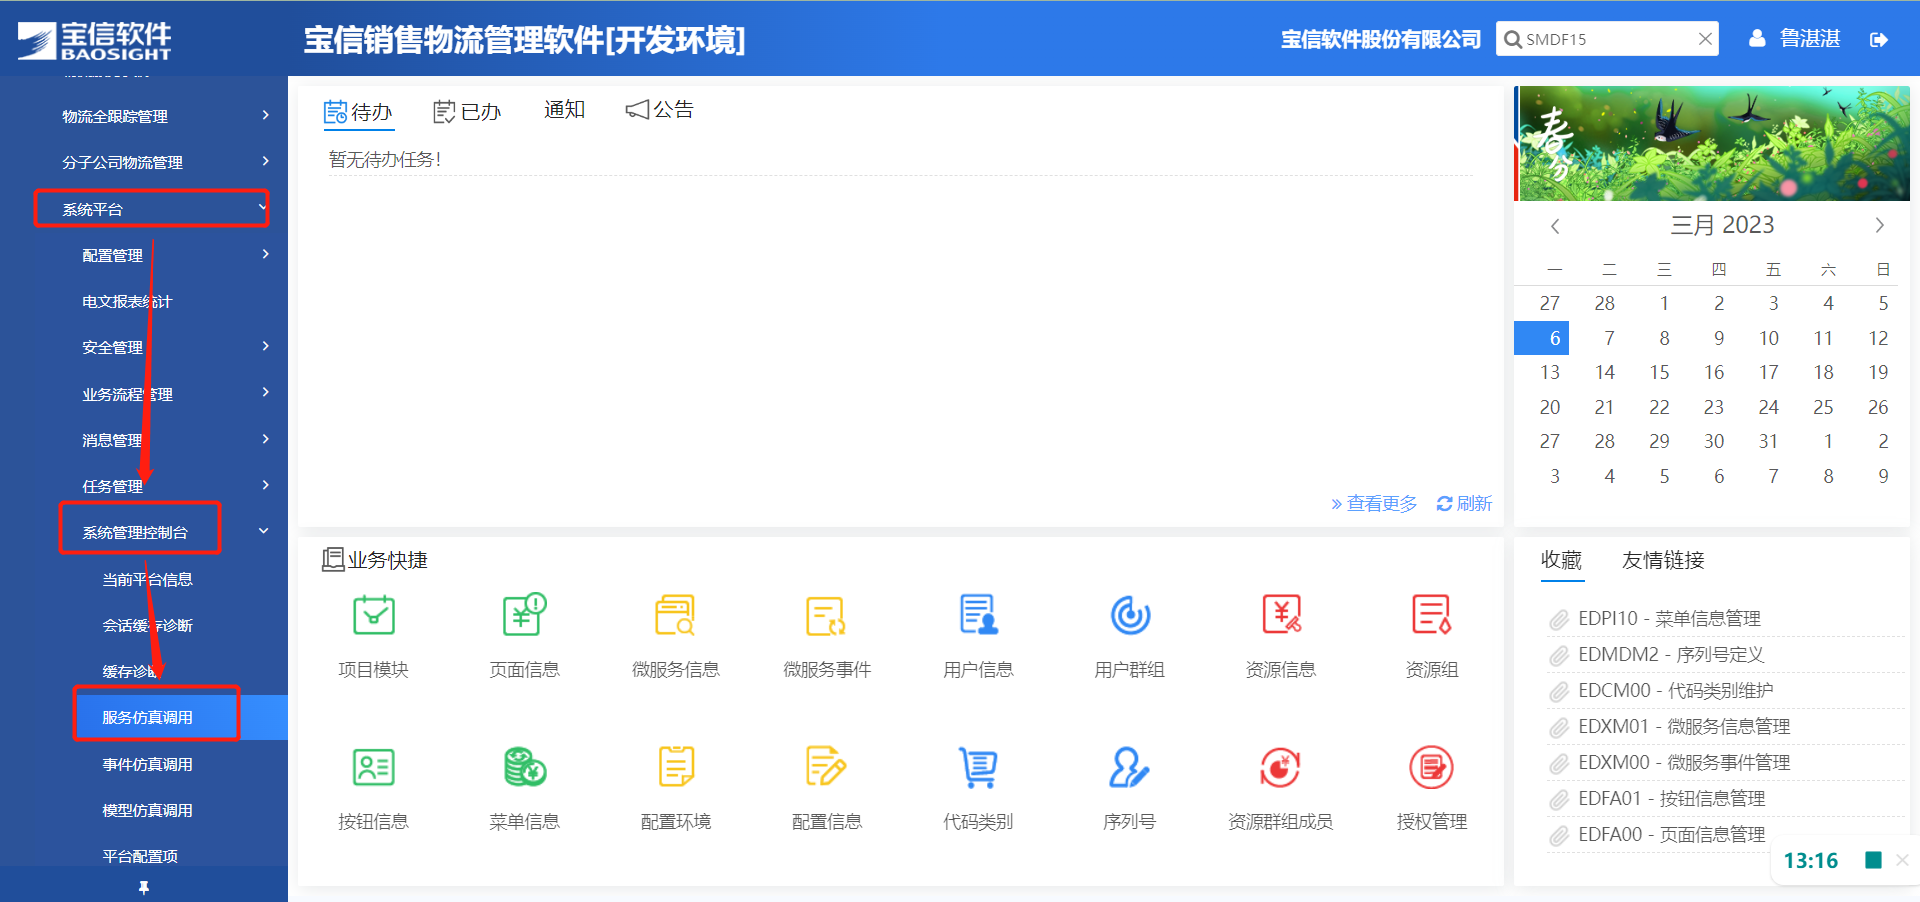 宝信软件
BAOSIGHT
宝信销售物流管理软件[开发环境]
宝信软件股份有限公司
SMDF15
鲁湛湛
物流全跟踪管理
分子公司物流管理
系统平台
配置管理
电文报表统计
安全管理
业务流程管理
消息管理
任务管理
系统管理控制台
当前平台信息
会话缓存诊断
缓存诊断
服务仿真调用
事件仿真调用
模型仿真调用
平台配置项
待办
已办
通知
公告
暂无待办任务!
» 查看更多
刷新
业务快捷
项目模块
页面信息
微服务信息
微服务事件
用户信息
用户群组
资源信息
资源组
按钮信息
菜单信息
配置环境
配置信息
代码类别
序列号
资源群组成员
授权管理
春分
三月 2023
一 二 三 四 五 六 日
27 28 1 2 3 4 5
6 7 8 9 10 11 12
13 14 15 16 17 18 19
20 21 22 23 24 25 26
27 28 29 30 31 1 2
3 4 5 6 7 8 9
收藏
友情链接
EDPI10 - 菜单信息管理
EDMDM2 - 序列号定义
EDCM00 - 代码类别维护
EDXM01 - 微服务信息管理
EDXM00 - 微服务事件管理
EDFA01 - 按钮信息管理
EDFA00 - 页面信息管理
13:16